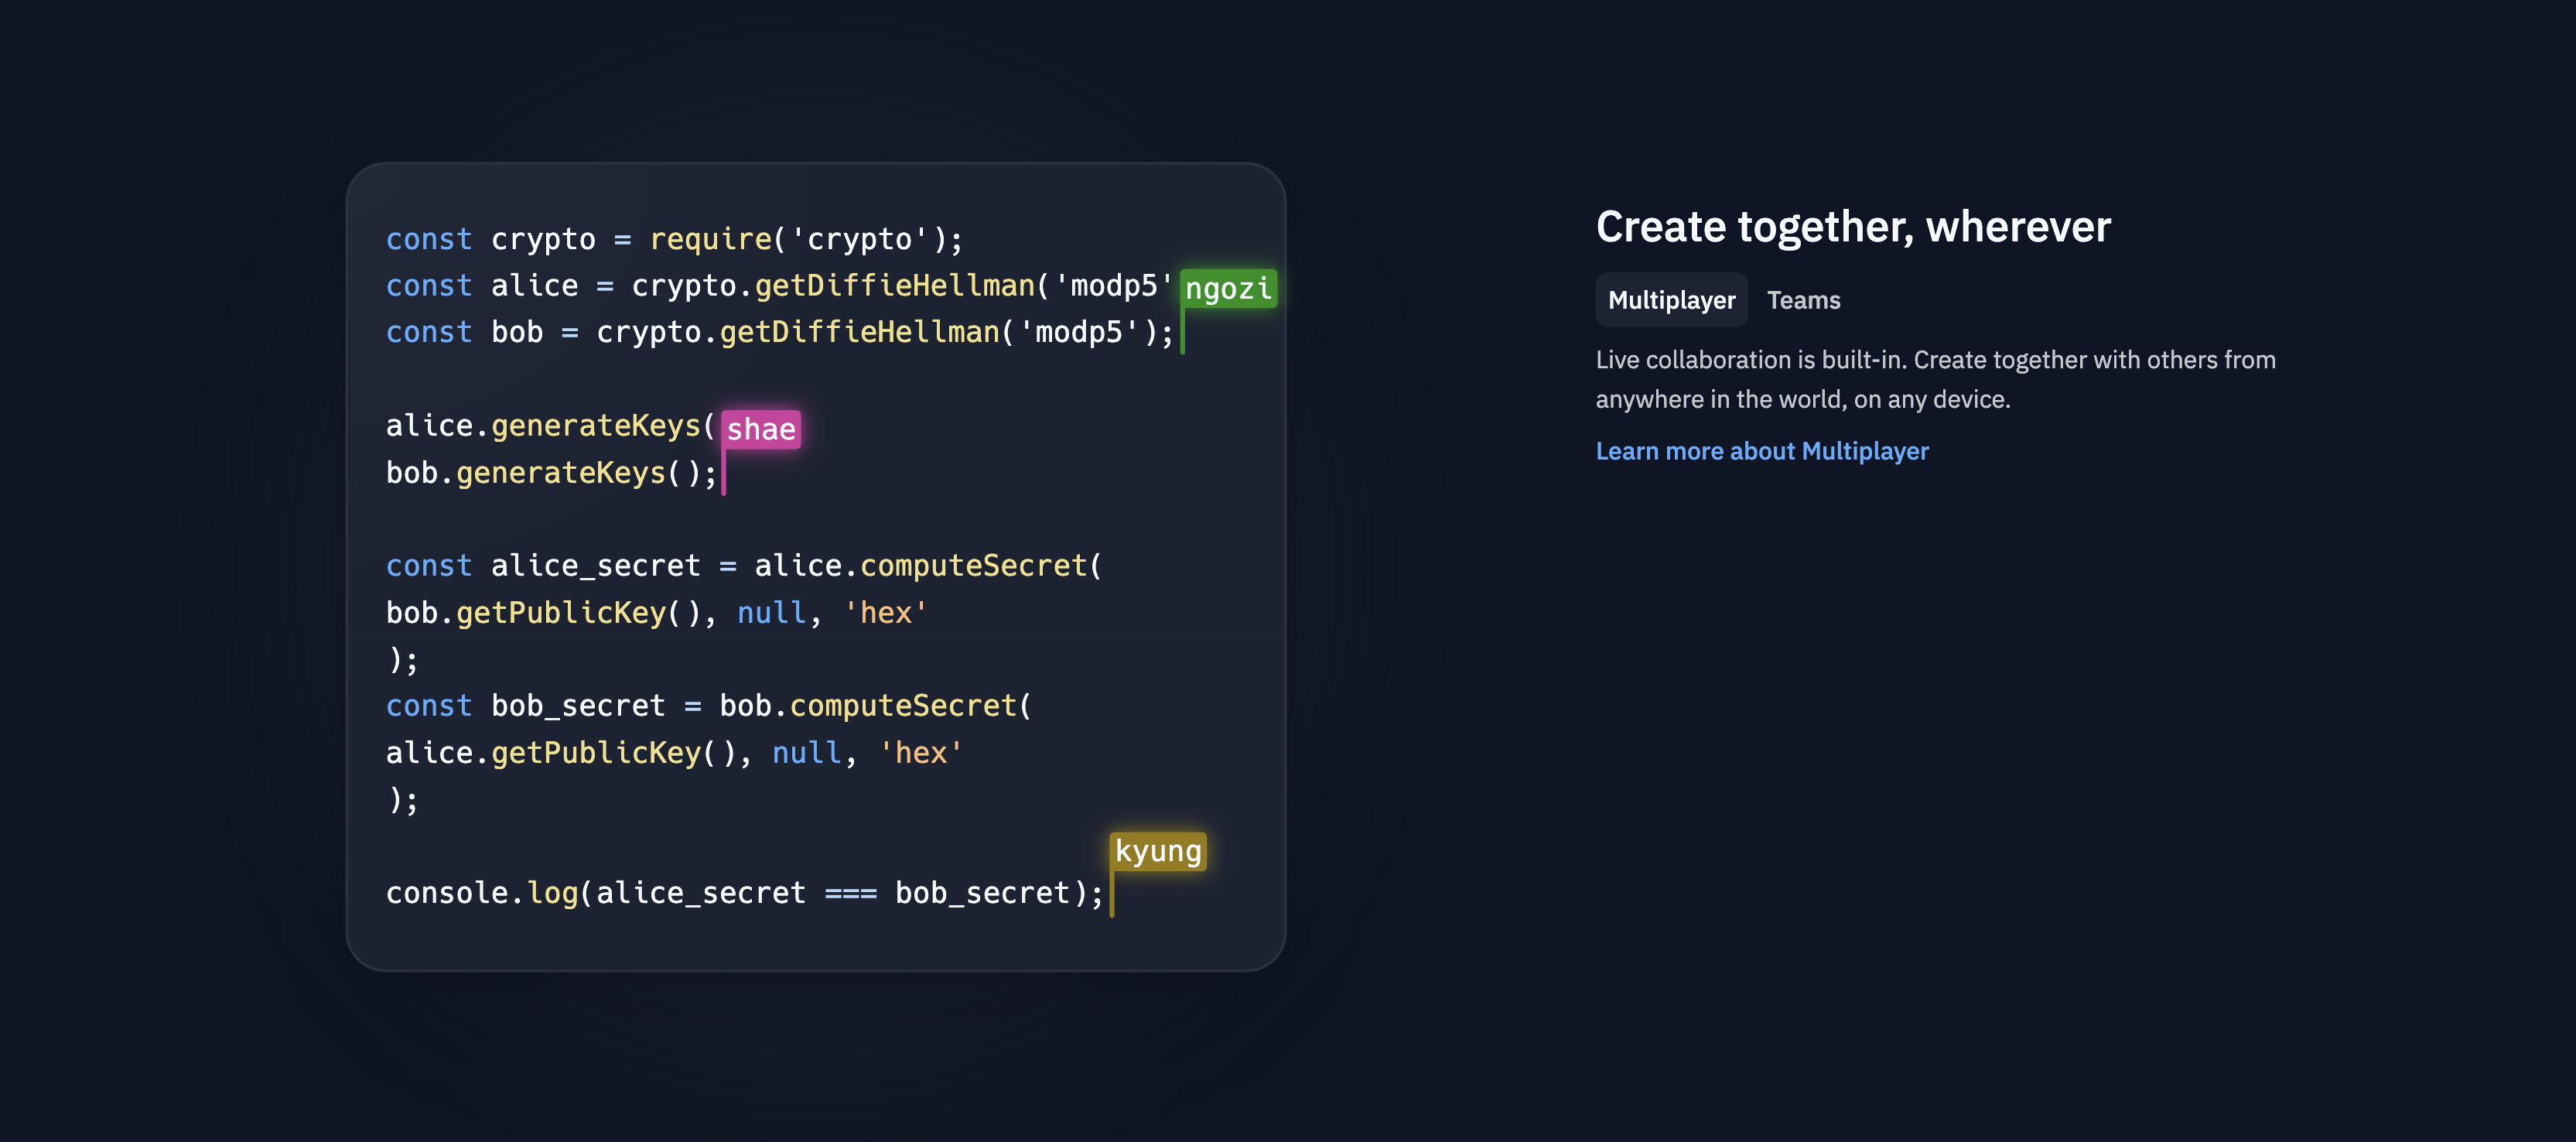 const crypto = require('crypto');
const alice = crypto.getDiffieHellman('modp5'
ngozi
const bob = crypto.getDiffieHellman('modp5');
alice.generateKeys(
shae
bob.generateKeys();
const alice_secret = alice.computeSecret(
bob.getPublicKey(), null, 'hex'
);
const bob_secret = bob.computeSecret(
alice.getPublicKey(), null, 'hex'
);
kyung
console.log(alice_secret === bob_secret);
Create together, wherever
Multiplayer Teams
Live collaboration is built-in. Create together with others from
anywhere in the world, on any device.
Learn more about Multiplayer